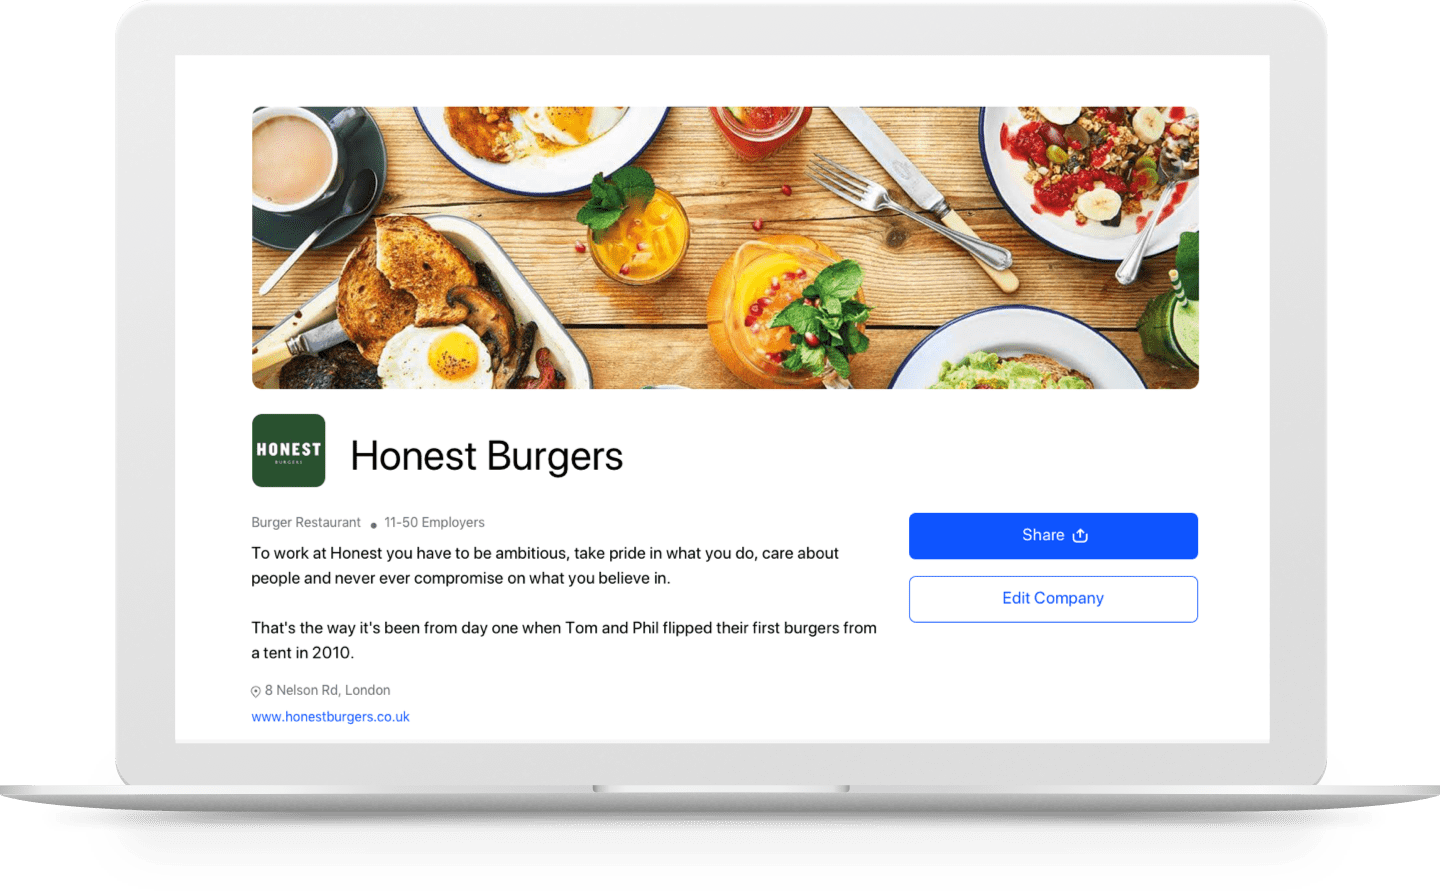 HONEST
BURGERS
Honest Burgers
Burger Restaurant • 11-50 Employers
To work at Honest you have to be ambitious, take pride in what you do, care about
people and never ever compromise on what you believe in.
That's the way it's been from day one when Tom and Phil flipped their first burgers from
a tent in 2010.
8 Nelson Rd, London
www.honestburgers.co.uk
Share
Edit Company